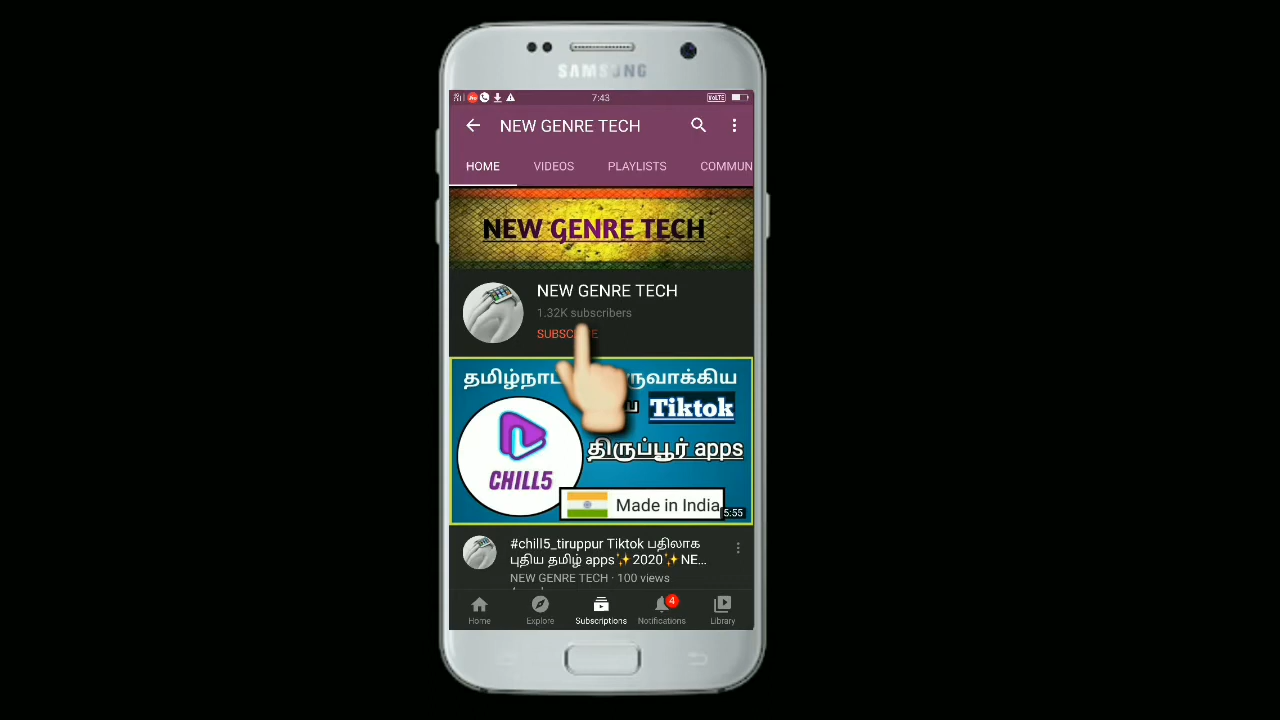 SAMSUNG
7:43
VoLTE
NEW GENRE TECH
HOME VIDEOS PLAYLISTS COMMUN
NEW GENRE TECH
NEW GENRE TECH
1.32K subscribers
Tiktok
திருப்பூர் apps
CHILL5
Made in India
5:55
#chill5_tiruppur Tiktok பதிலாக
புதிய தமிழ் apps✨2020✨NE...
NEW GENRE TECH · 100 views
4
Home Explore Subscriptions Notifications Library